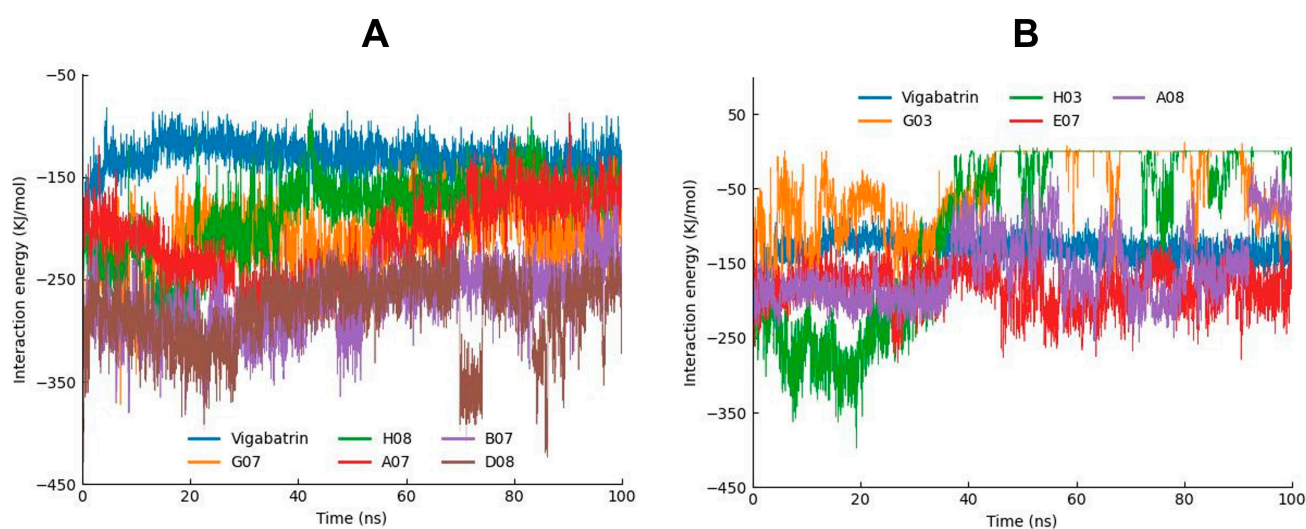 A
B
−50
−150
−250
−350
−450
Interaction energy (KJ/mol)
Vigabatrin
H08
B07
G07
A07
D08
0
20
40
60
80
100
Time (ns)
50
−50
−150
−250
−350
−450
Interaction energy (KJ/mol)
Vigabatrin
H03
A08
G03
E07
0
20
40
60
80
100
Time (ns)